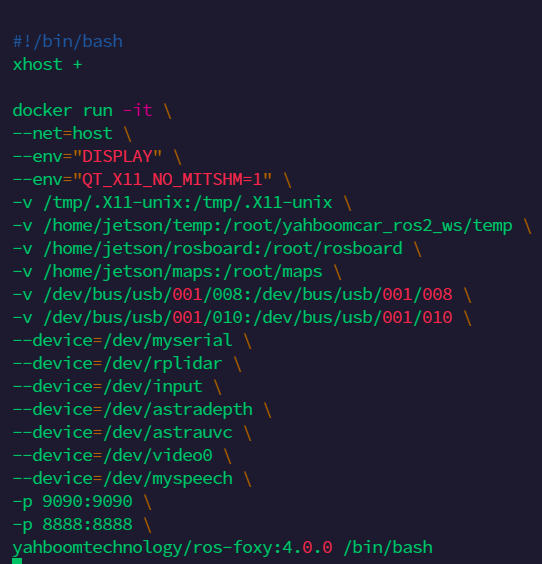 #!/bin/bash
xhost +
docker run -it \
--net=host \
--env="DISPLAY" \
--env="QT_X11_NO_MITSHM=1" \
-v /tmp/.X11-unix:/tmp/.X11-unix \
-v /home/jetson/temp:/root/yahboomcar_ros2_ws/temp \
-v /home/jetson/rosboard:/root/rosboard \
-v /home/jetson/maps:/root/maps \
-v /dev/bus/usb/001/008:/dev/bus/usb/001/008 \
-v /dev/bus/usb/001/010:/dev/bus/usb/001/010 \
--device=/dev/myserial \
--device=/dev/rplidar \
--device=/dev/input \
--device=/dev/astradepth \
--device=/dev/astrauvc \
--device=/dev/video0 \
--device=/dev/myspeech \
-p 9090:9090 \
-p 8888:8888 \
yahboomtechnology/ros-foxy:4.0.0 /bin/bash